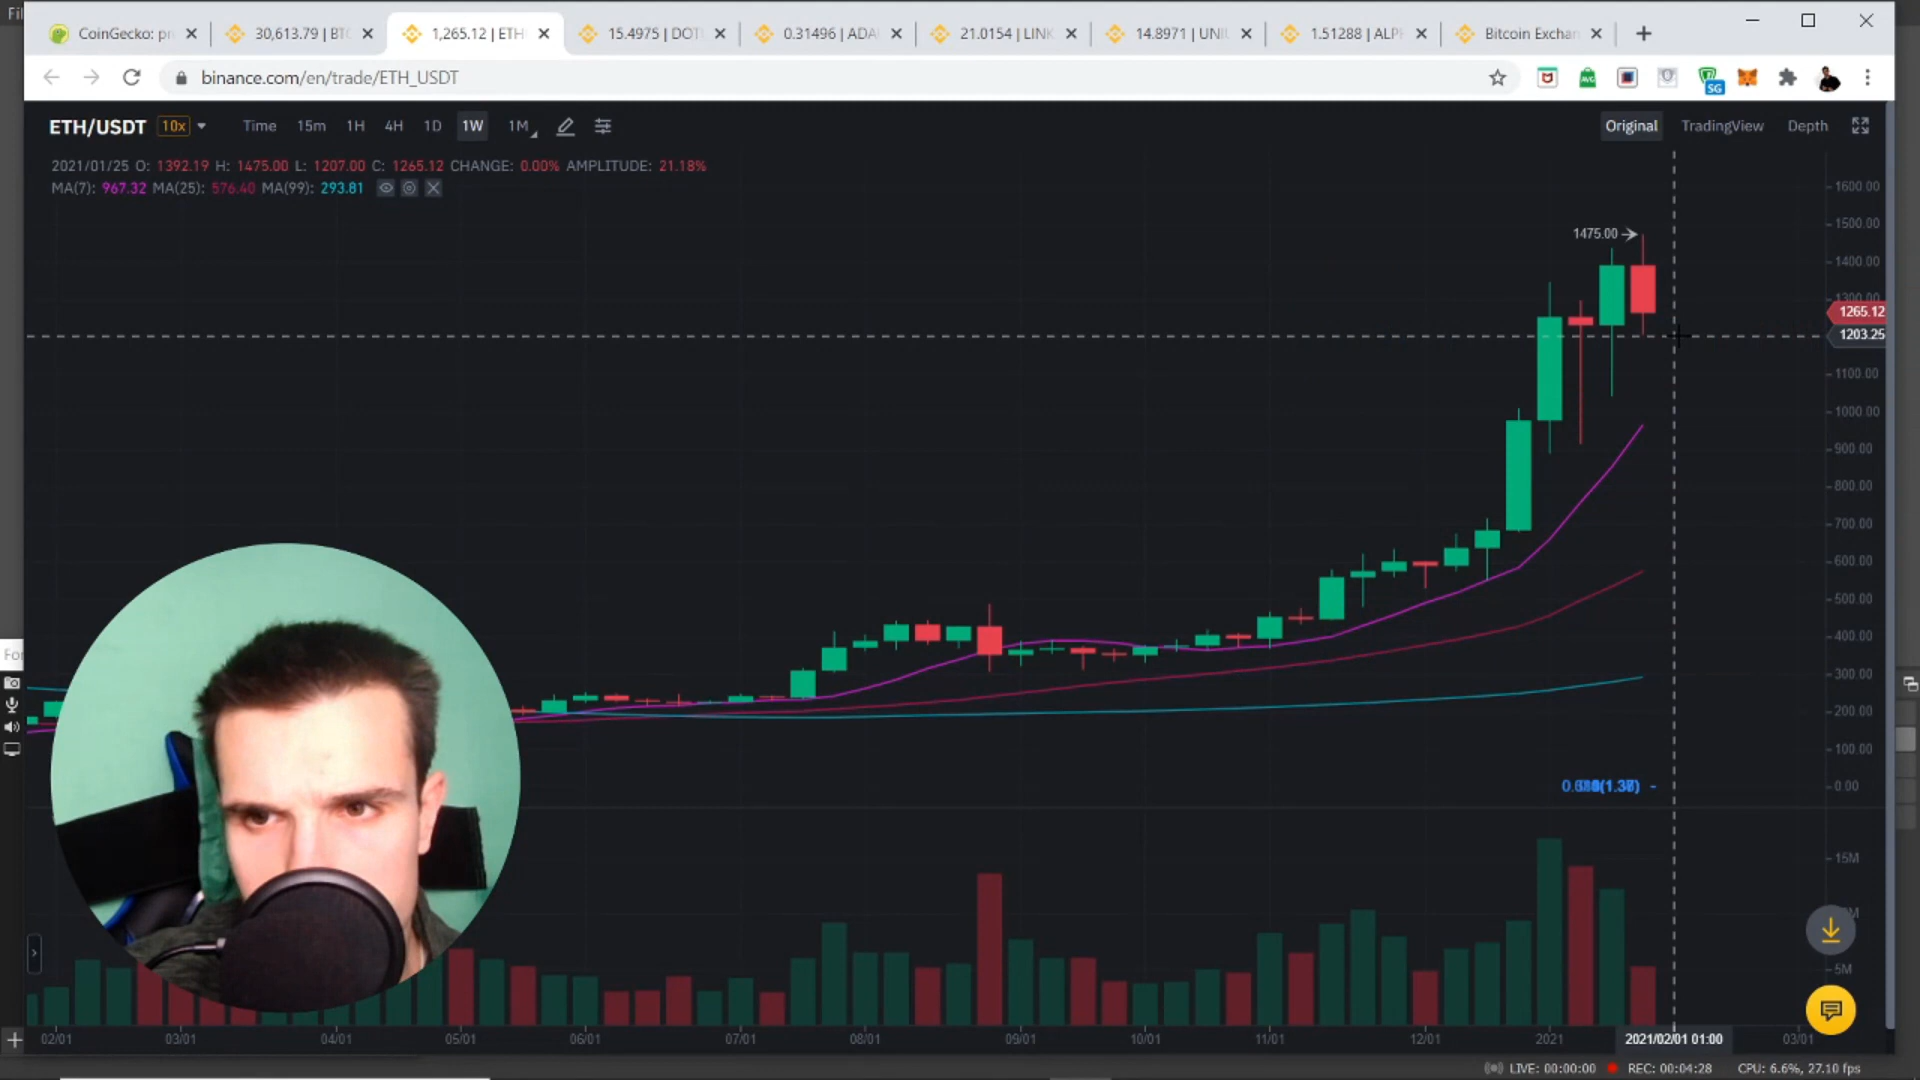 Fil
CoinGecko: pr
30,613.79 | BTC
1,265.12 | ETH
15.4975 | DOT
0.31496 | ADA
21.0154 | LINK
14.8971 | UNI
1.51288 | ALP
Bitcoin Exchan
binance.com/en/trade/ETH_USDT
SG
ETH/USDT 10x Time 15m 1H 4H 1D 1W 1M
Original TradingView Depth
2021/01/25 O: 1392.19 H: 1475.00 L: 1207.00 C: 1265.12 CHANGE: 0.00% AMPLITUDE: 21.18%
MA(7): 967.32 MA(25): 576.40 MA(99): 293.81
1600.00
1500.00
1475.00
1400.00
1300.00
1265.12
1203.25
1100.00
1000.00
900.00
800.00
700.00
600.00
500.00
400.00
300.00
200.00
100.00
0.00
For
15M
5M
02/01 03/01 04/01 05/01 06/01 07/01 08/01 09/01 10/01 11/01 12/01 2021 2021/02/01 01:00 03/01
LIVE: 00:00:00 REC: 00:04:28 CPU: 6.6%, 27.10 fps